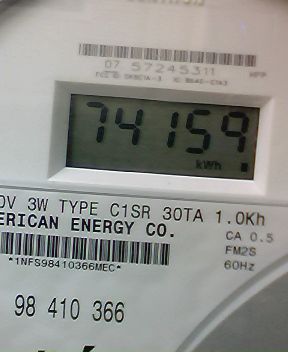 07 57245311
74159
kWh
0V 3W TYPE C1SR 30TA 1.0Kh
ERICAN ENERGY CO.
CA 0.5
FM2S
*1NFS98410366MEC*
60Hz
98 410 366